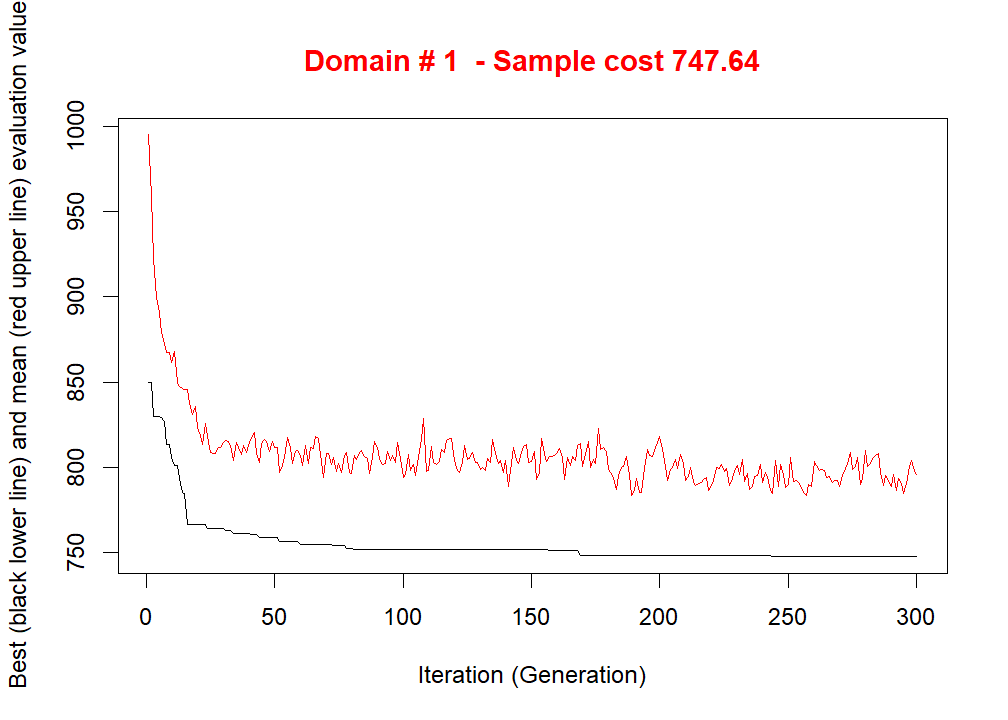 Domain # 1  - Sample cost 747.64
Best (black lower line) and mean (red upper line) evaluation value
1000
950
900
850
800
750
0 50 100 150 200 250 300
Iteration (Generation)